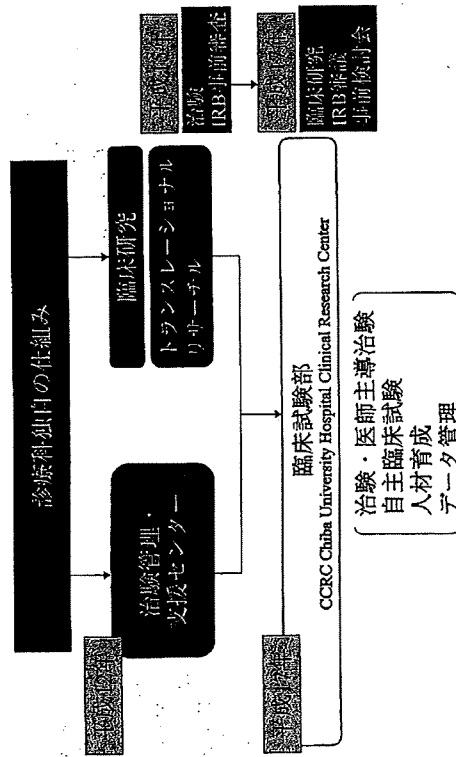 診療科独自の仕組み
治験管理・
支援センター
臨床研究
トランスレーショナル
リサーチ
治験
IRB事前審査
臨床研究
IRB審議
事前検討会
臨床試験部
CCRC Chiba University Hospital Clinical Research Center
治験・医師主導治験
自主臨床試験
人材育成
データ管理